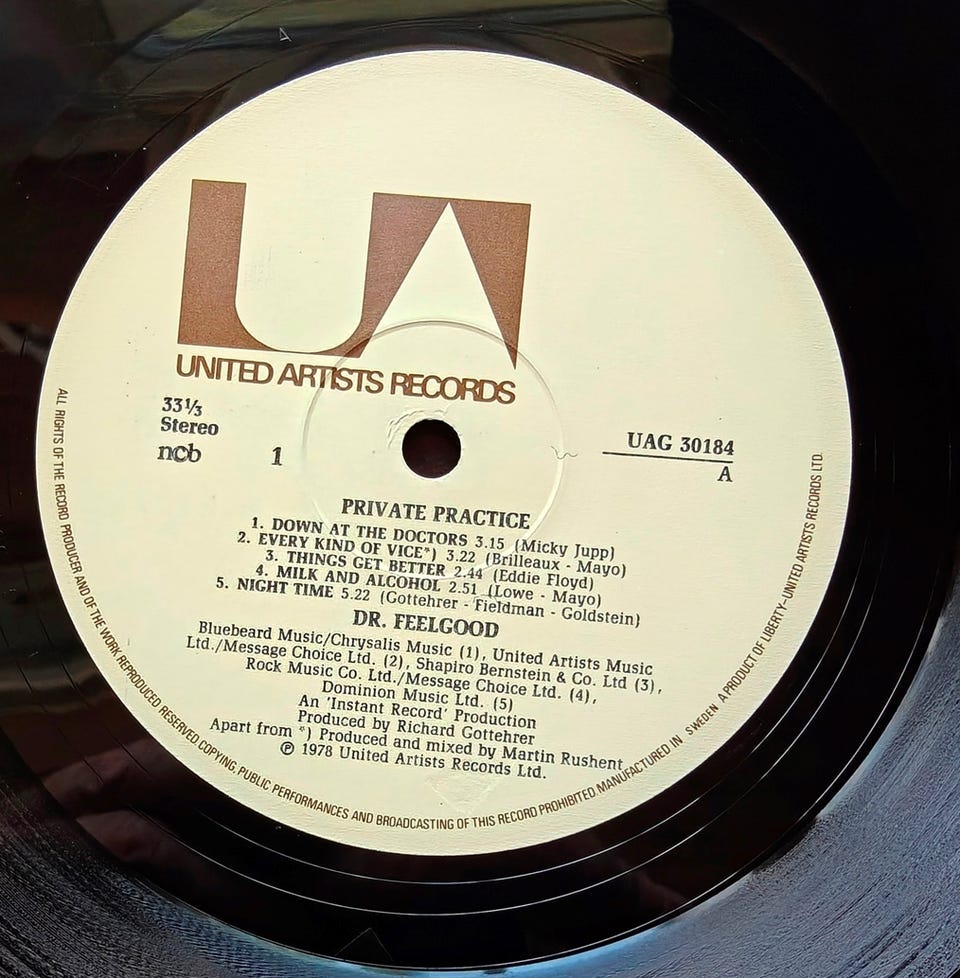 UA
UNITED ARTISTS RECORDS
33⅓
Stereo
ncb
1
UAG 30184
A
PRIVATE PRACTICE
1. DOWN AT THE DOCTORS 3.15 (Micky Jupp)
2. EVERY KIND OF VICE*) 3.22 (Brilleaux - Mayo)
3. THINGS GET BETTER 2.44 (Eddie Floyd)
4. MILK AND ALCOHOL 2.51 (Lowe - Mayo)
5. NIGHT TIME 5.22 (Gottehrer - Fieldman - Goldstein)
DR. FEELGOOD
Bluebeard Music/Chrysalis Music (1), United Artists Music
Ltd./Message Choice Ltd. (2), Shapiro Bernstein & Co. Ltd (3),
Rock Music Co. Ltd./Message Choice Ltd. (4),
Dominion Music Ltd. (5)
An 'Instant Record' Production
Produced by Richard Gottehrer
Apart from *) Produced and mixed by Martin Rushent
℗ 1978 United Artists Records Ltd.
ALL RIGHTS OF THE RECORD PRODUCER AND OF THE WORK REPRODUCED RESERVED COPYING, PUBLIC PERFORMANCES AND BROADCASTING OF THIS RECORD PROHIBITED. MANUFACTURED IN SWEDEN A PRODUCT OF LIBERTY-UNITED ARTISTS RECORDS LTD.